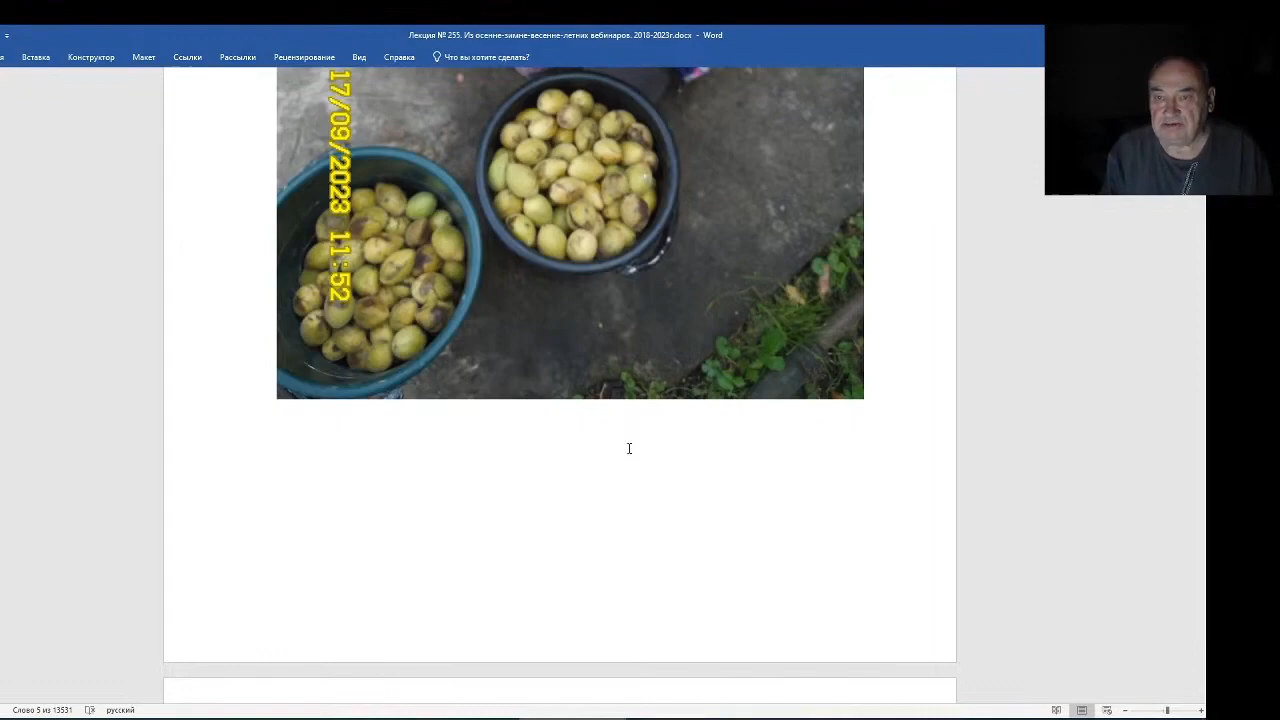 Лекция № 255. Из осенне-зимне-весенне-летних вебинаров. 2018-2023г.docx - Word
я Вставка Конструктор Макет Ссылки Рассылки Рецензирование Вид Справка Что вы хотите сделать?
17/09/2023 11:52
Слово 5 из 13531 русский